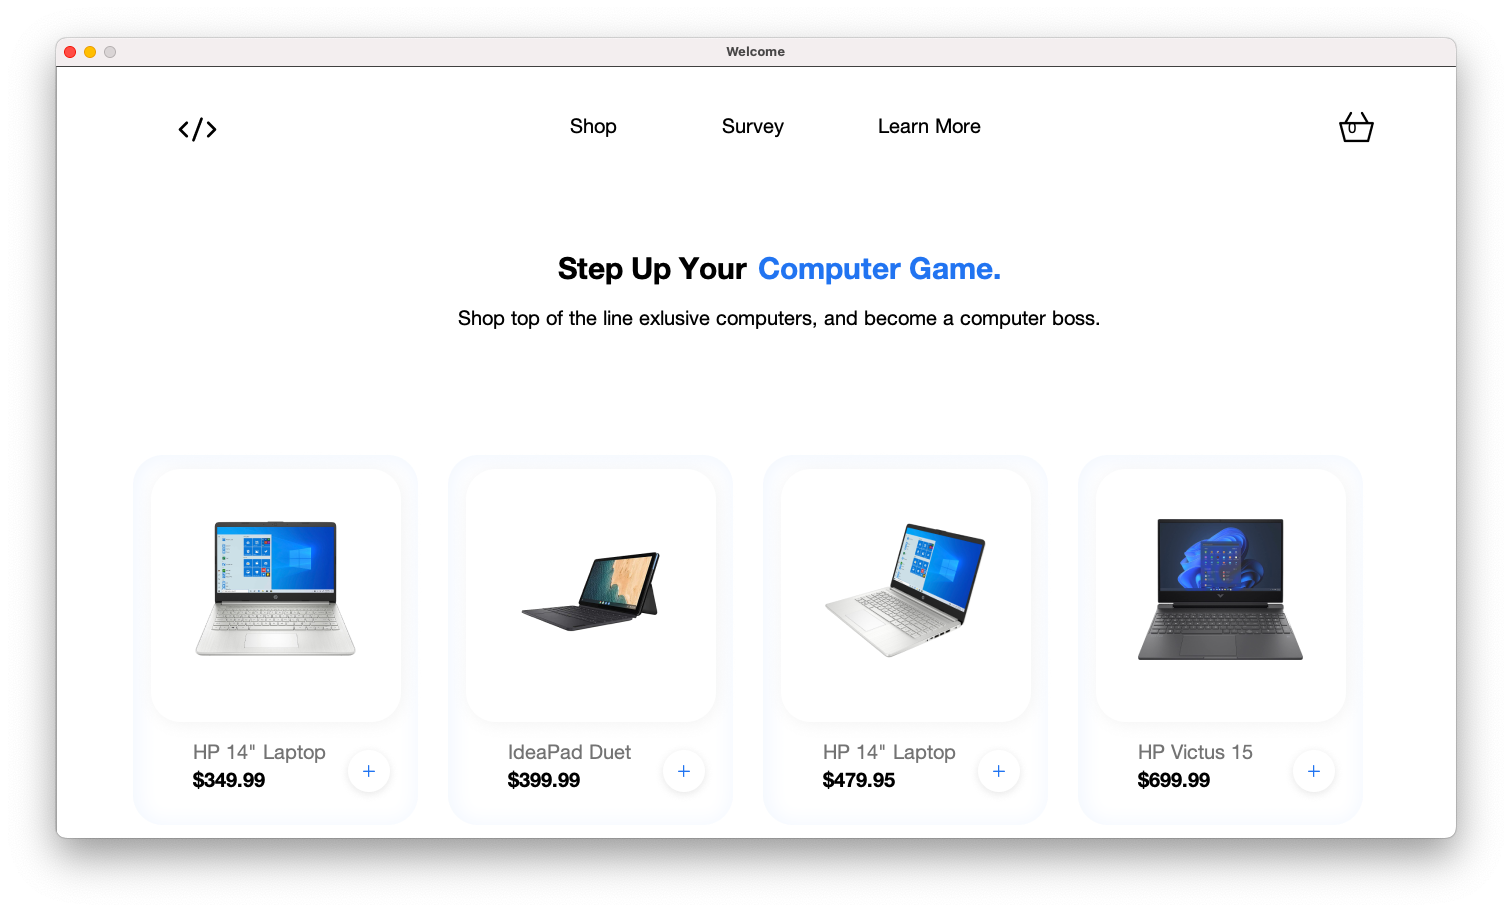 Welcome
</>
Shop
Survey
Learn More
0
Step Up Your Computer Game.
Shop top of the line exlusive computers, and become a computer boss.
HP 14" Laptop
$349.99
+
IdeaPad Duet
$399.99
+
HP 14" Laptop
$479.95
+
HP Victus 15
$699.99
+